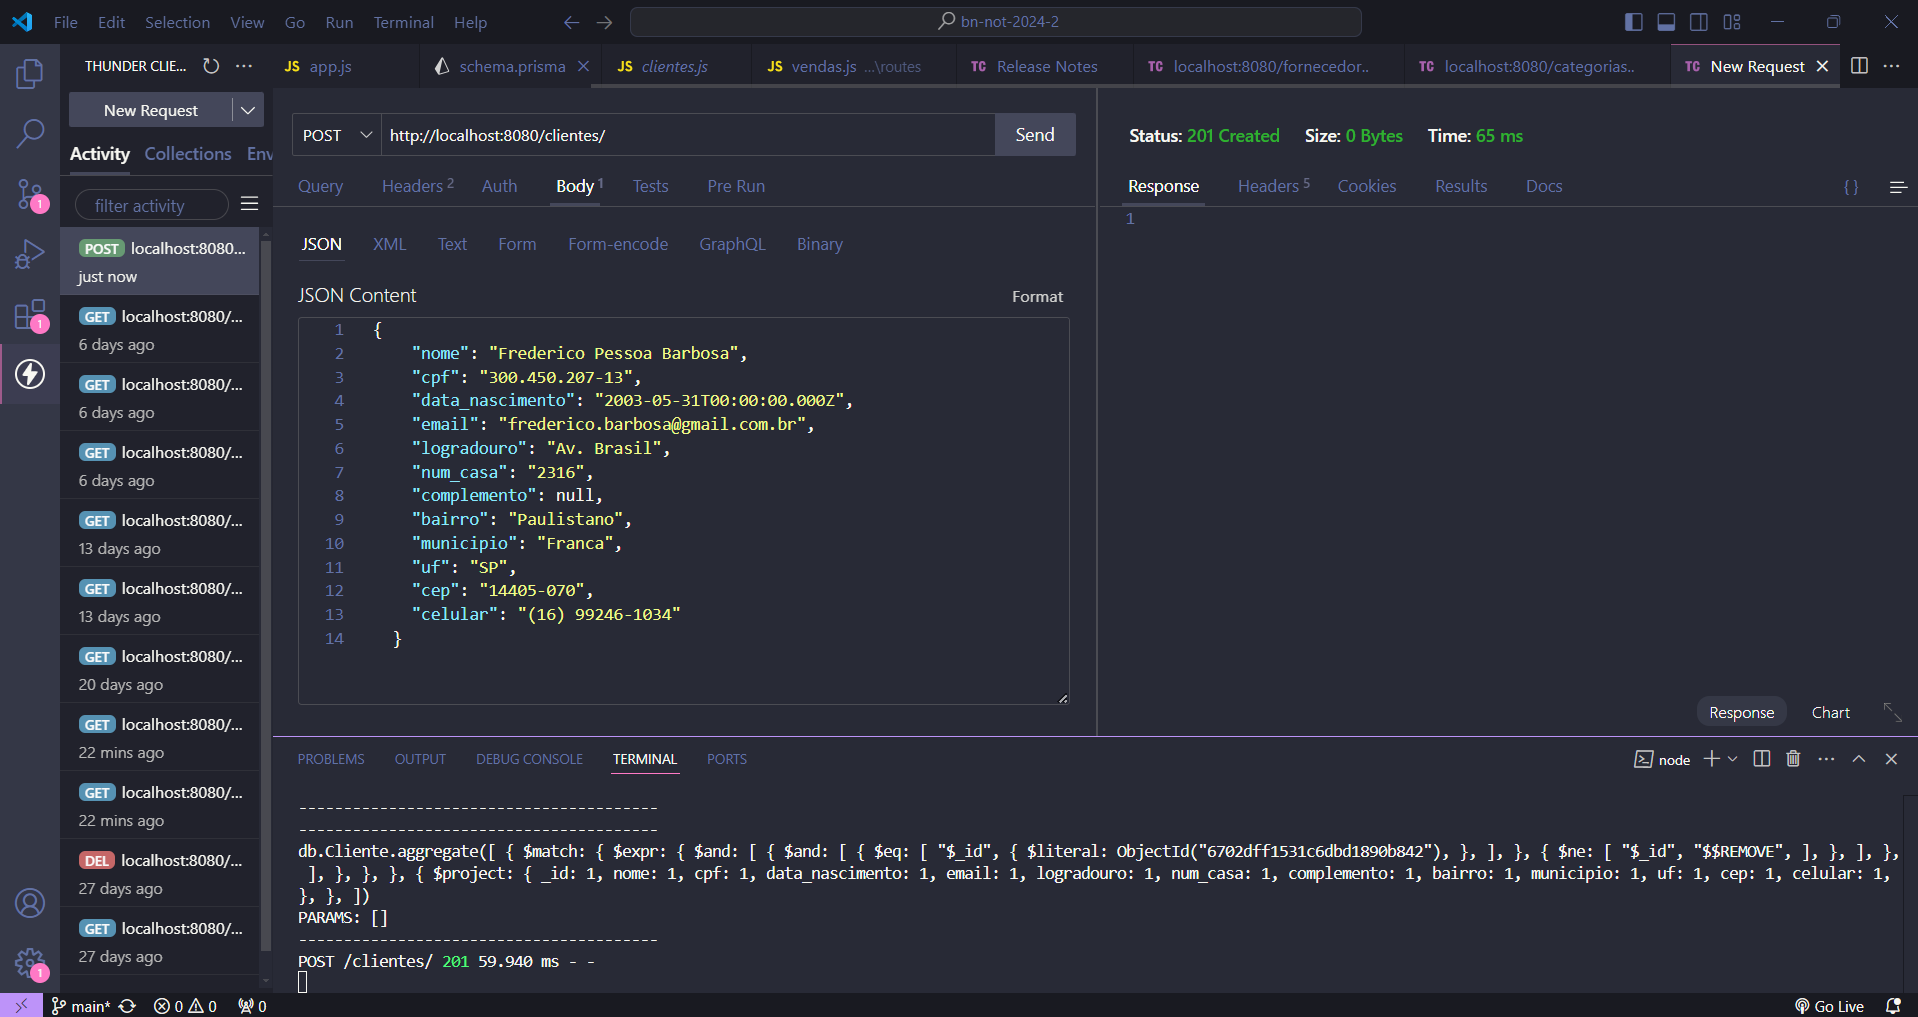 File Edit Selection View Go Run Terminal Help
bn-not-2024-2
THUNDER CLIE...
JS app.js
schema.prisma
JS clientes.js
JS vendas.js ...\routes
TC Release Notes
TC localhost:8080/fornecedor..
TC localhost:8080/categorias..
TC New Request
New Request
Activity Collections Env
filter activity
POST localhost:8080...
just now
GET localhost:8080/...
6 days ago
GET localhost:8080/...
6 days ago
GET localhost:8080/...
6 days ago
GET localhost:8080/...
13 days ago
GET localhost:8080/...
13 days ago
GET localhost:8080/...
20 days ago
GET localhost:8080/...
22 mins ago
GET localhost:8080/...
22 mins ago
DEL localhost:8080/...
27 days ago
GET localhost:8080/...
27 days ago
1
1
1
POST http://localhost:8080/clientes/ Send
Query Headers 2 Auth Body 1 Tests Pre Run
JSON XML Text Form Form-encode GraphQL Binary
JSON Content Format
1 {
2 "nome": "Frederico Pessoa Barbosa",
3 "cpf": "300.450.207-13",
4 "data_nascimento": "2003-05-31T00:00:00.000Z",
5 "email": "frederico.barbosa@gmail.com.br",
6 "logradouro": "Av. Brasil",
7 "num_casa": "2316",
8 "complemento": null,
9 "bairro": "Paulistano",
10 "municipio": "Franca",
11 "uf": "SP",
12 "cep": "14405-070",
13 "celular": "(16) 99246-1034"
14 }
Status: 201 Created Size: 0 Bytes Time: 65 ms
Response Headers 5 Cookies Results Docs { }
1
Response Chart
PROBLEMS OUTPUT DEBUG CONSOLE TERMINAL PORTS
node
----------------------------------------
----------------------------------------
db.Cliente.aggregate([ { $match: { $expr: { $and: [ { $and: [ { $eq: [ "$_id", { $literal: ObjectId("6702dff1531c6dbd1890b842"), }, ], }, { $ne: [ "$_id", "$$REMOVE", ], }, ], },
], }, }, }, { $project: { _id: 1, nome: 1, cpf: 1, data_nascimento: 1, email: 1, logradouro: 1, num_casa: 1, complemento: 1, bairro: 1, municipio: 1, uf: 1, cep: 1, celular: 1,
}, }, ])
PARAMS: []
----------------------------------------
POST /clientes/ 201 59.940 ms - -
main* 0 0 0
Go Live